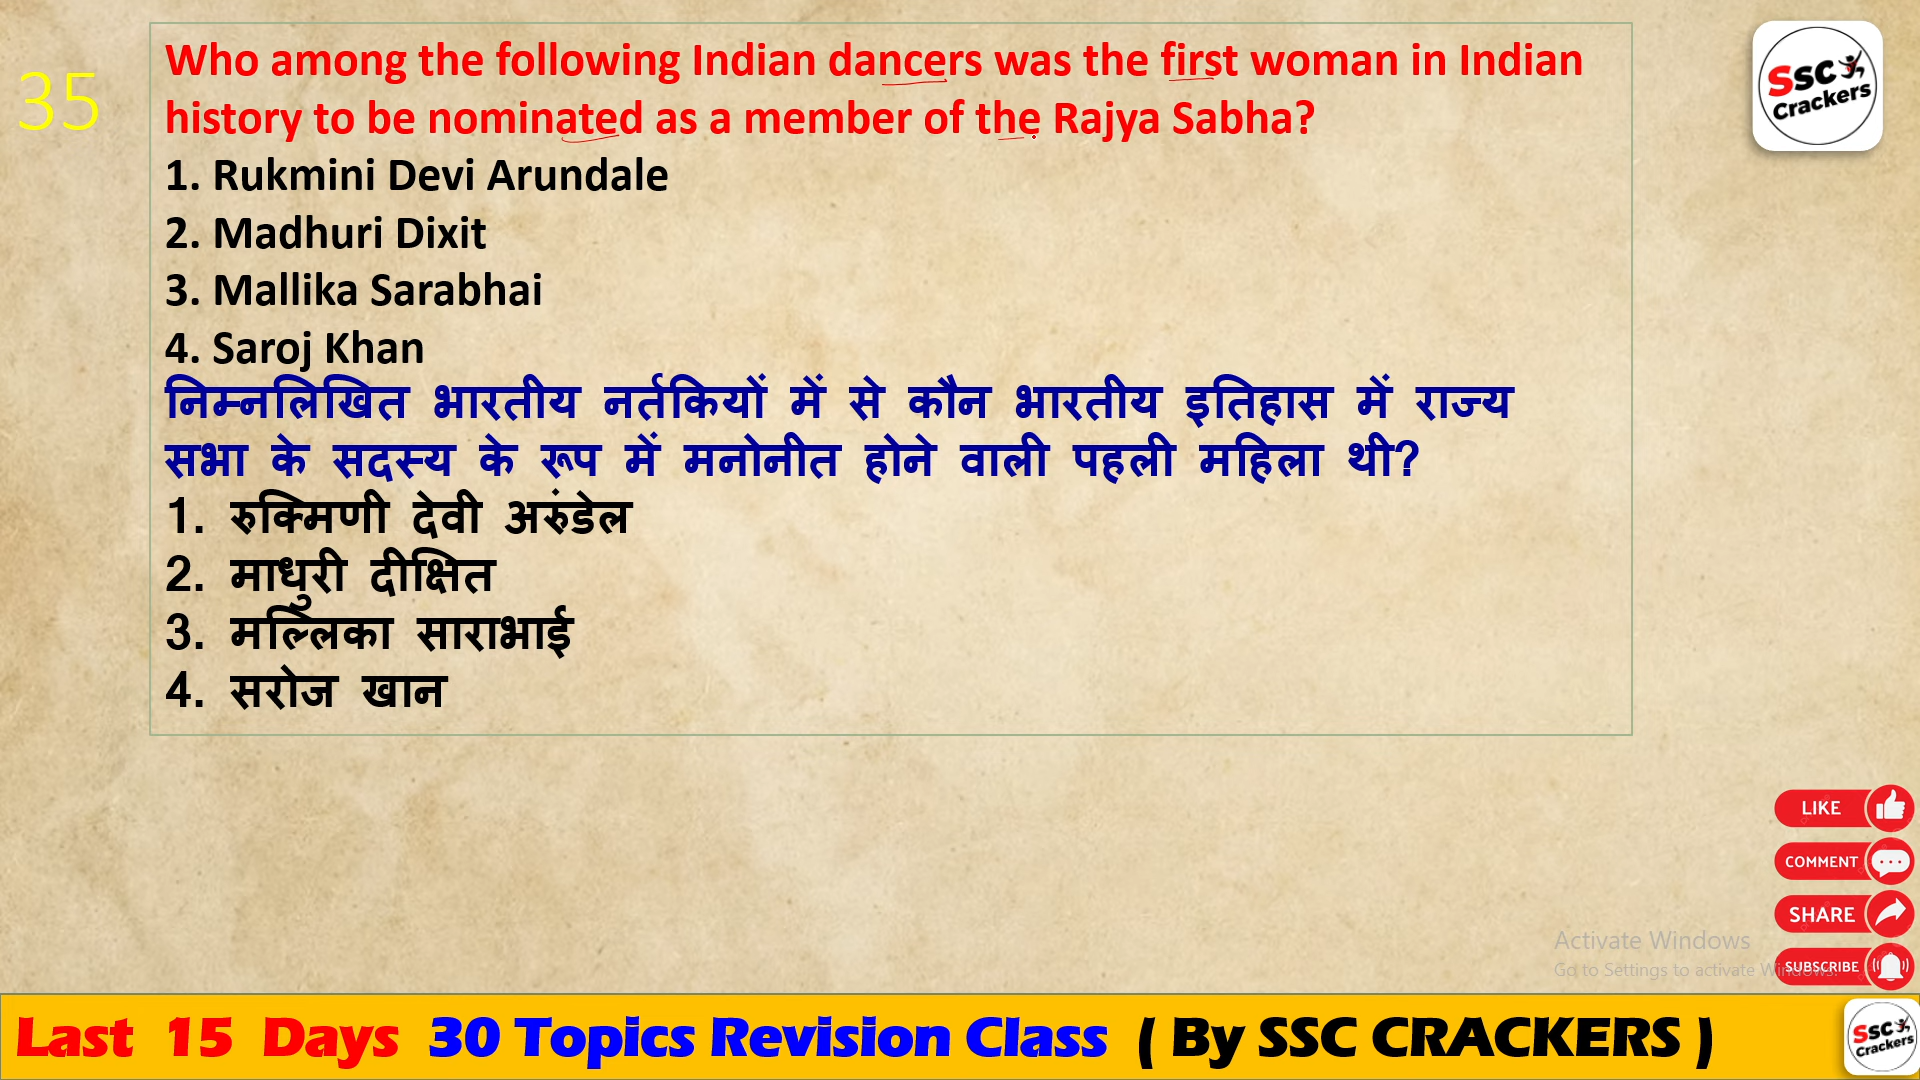 35
Who among the following Indian dancers was the first woman in Indian
history to be nominated as a member of the Rajya Sabha?
1. Rukmini Devi Arundale
2. Madhuri Dixit
3. Mallika Sarabhai
4. Saroj Khan
निम्नलिखित भारतीय नर्तकियों में से कौन भारतीय इतिहास में राज्य
सभा के सदस्य के रूप में मनोनीत होने वाली पहली महिला थी?
1. रुक्मिणी देवी अरुंडेल
2. माधुरी दीक्षित
3. मल्लिका साराभाई
4. सरोज खान
SSC
Crackers
LIKE
COMMENT
SHARE
SUBSCRIBE
Activate Windows
Go to Settings to activate Windows.
Last 15 Days 30 Topics Revision Class ( By SSC CRACKERS )
SSC
Crackers